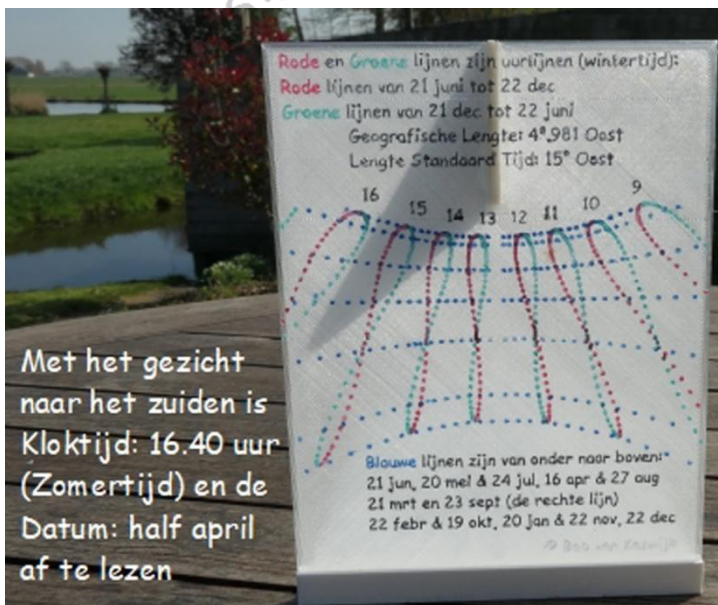 Rode en Groene lijnen zijn uurlijnen (wintertijd):
Rode lijnen van 21 juni tot 22 dec
Groene lijnen van 21 dec tot 22 juni
Geografische Lengte: 4°,981 Oost
Lengte Standaard Tijd: 15° Oost
16 15 14 13 12 11 10 9
Met het gezicht
naar het zuiden is
Kloktijd: 16.40 uur
(Zomertijd) en de
Datum: half april
af te lezen
Blauwe lijnen zijn van onder naar boven:
21 jun, 20 mei & 24 jul, 16 apr & 27 aug
21 mrt en 23 sept (de rechte lijn)
22 febr & 19 okt, 20 jan & 22 nov, 22 dec